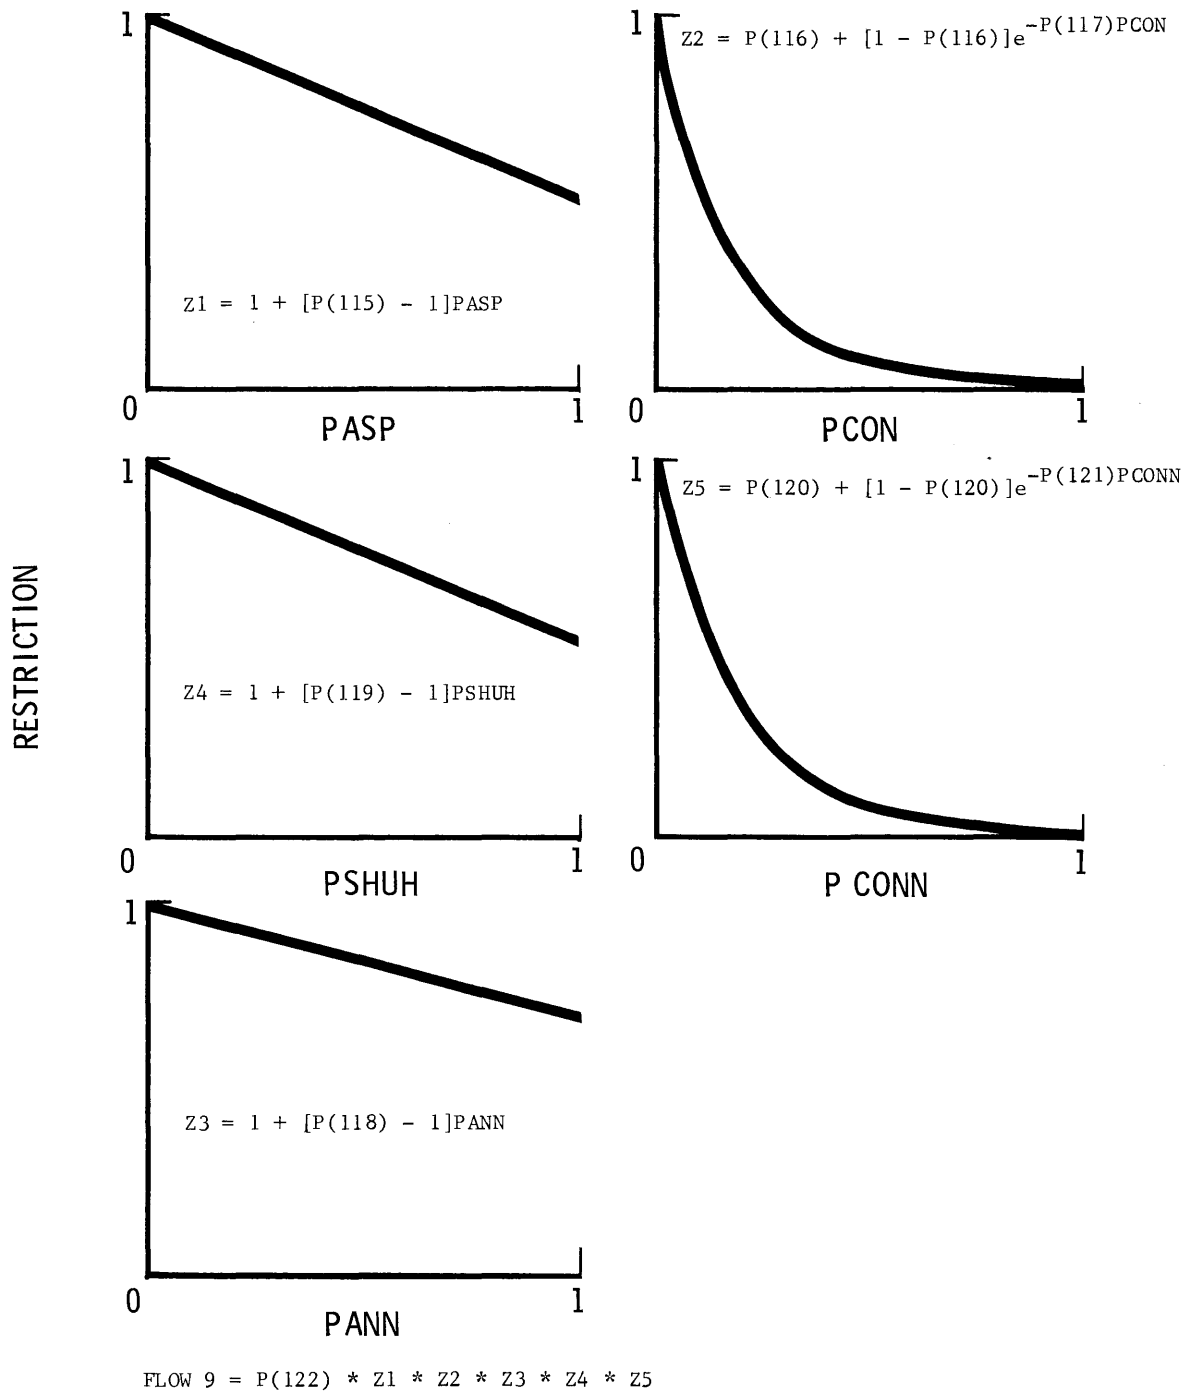 1
Z1 = 1 + [P(115) - 1]PASP
0
1
PASP
1
Z2 = P(116) + [1 - P(116)]e^-P(117)PCON
0
1
PCON
RESTRICTION
1
Z4 = 1 + [P(119) - 1]PSHUH
0
1
PSHUH
1
Z5 = P(120) + [1 - P(120)]e^-P(121)PCONN
0
1
P CONN
1
Z3 = 1 + [P(118) - 1]PANN
0
1
PANN
FLOW 9 = P(122) * Z1 * Z2 * Z3 * Z4 * Z5